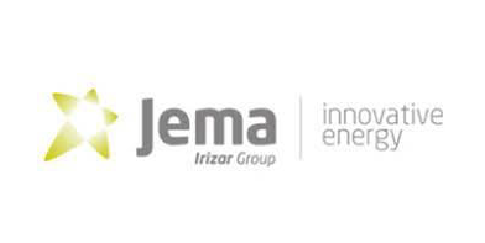 Jema
Irizar Group
innovative
energy